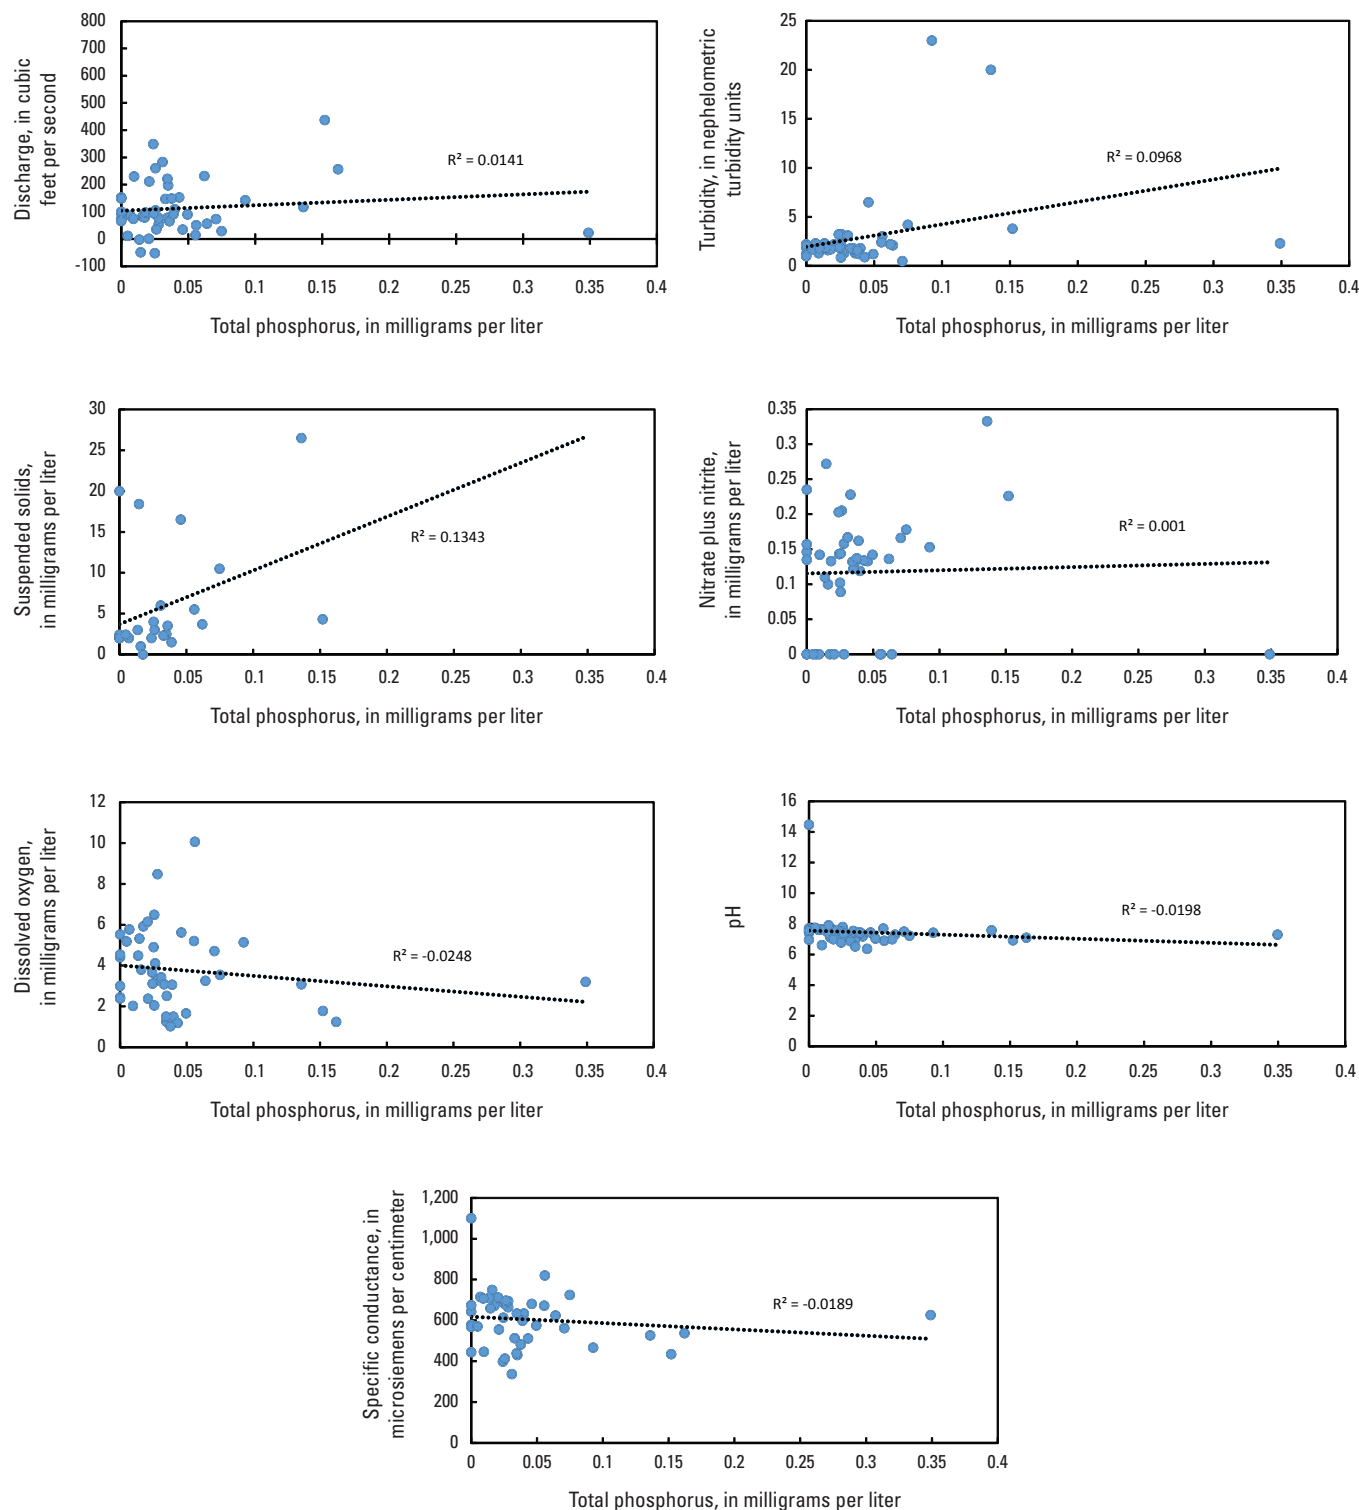 Discharge, in cubic
feet per second
800
700
600
500
400
300
200
100
0
-100
R² = 0.0141
0 0.05 0.1 0.15 0.2 0.25 0.3 0.35 0.4
Total phosphorus, in milligrams per liter
Turbidity, in nephelometric
turbidity units
25
20
15
10
5
0
R² = 0.0968
0 0.05 0.1 0.15 0.2 0.25 0.3 0.35 0.4
Total phosphorus, in milligrams per liter
Suspended solids,
in milligrams per liter
30
25
20
15
10
5
0
R² = 0.1343
0 0.05 0.1 0.15 0.2 0.25 0.3 0.35 0.4
Total phosphorus, in milligrams per liter
Nitrate plus nitrite,
in milligrams per liter
0.35
0.3
0.25
0.2
0.15
0.1
0.05
0
R² = 0.001
0 0.05 0.1 0.15 0.2 0.25 0.3 0.35 0.4
Total phosphorus, in milligrams per liter
Dissolved oxygen,
in milligrams per liter
12
10
8
6
4
2
0
R² = -0.0248
0 0.05 0.1 0.15 0.2 0.25 0.3 0.35 0.4
Total phosphorus, in milligrams per liter
pH
16
14
12
10
8
6
4
2
0
R² = -0.0198
0 0.05 0.1 0.15 0.2 0.25 0.3 0.35 0.4
Total phosphorus, in milligrams per liter
Specific conductance, in
microsiemens per centimeter
1,200
1,000
800
600
400
200
0
R² = -0.0189
0 0.05 0.1 0.15 0.2 0.25 0.3 0.35 0.4
Total phosphorus, in milligrams per liter